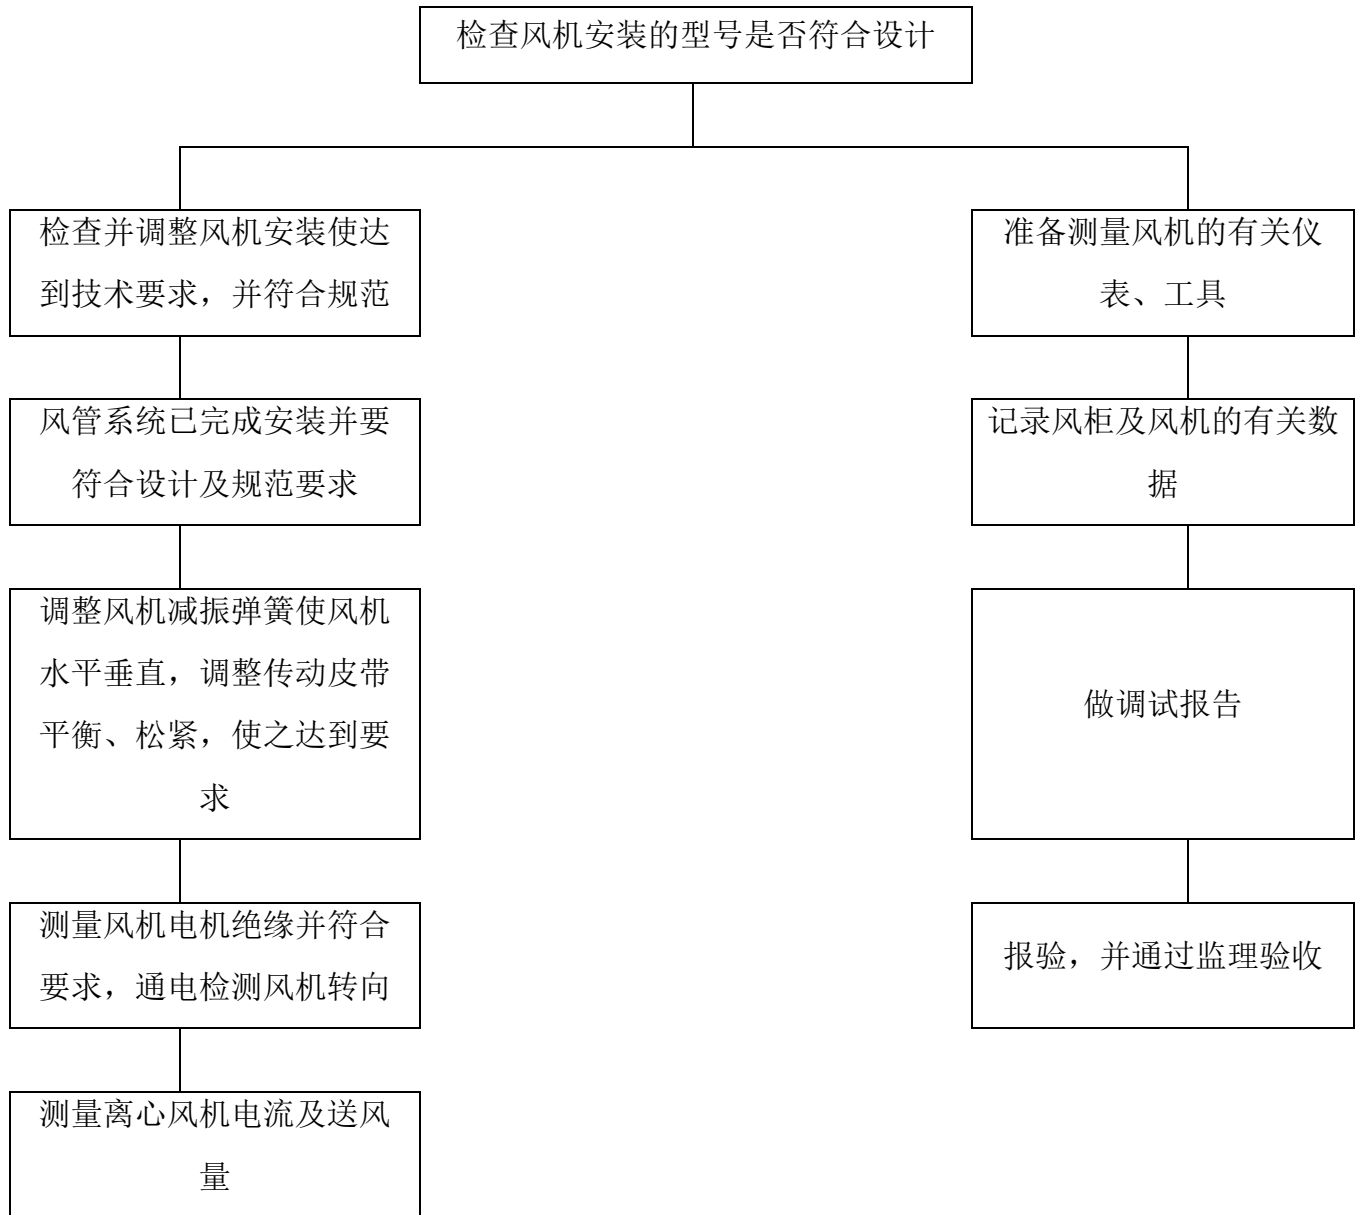 检查风机安装的型号是否符合设计
检查并调整风机安装使达
到技术要求，并符合规范
准备测量风机的有关仪
表、工具
风管系统已完成安装并要
符合设计及规范要求
记录风柜及风机的有关数
据
调整风机减振弹簧使风机
水平垂直，调整传动皮带
平衡、松紧，使之达到要
求
做调试报告
测量风机电机绝缘并符合
要求，通电检测风机转向
报验，并通过监理验收
测量离心风机电流及送风
量